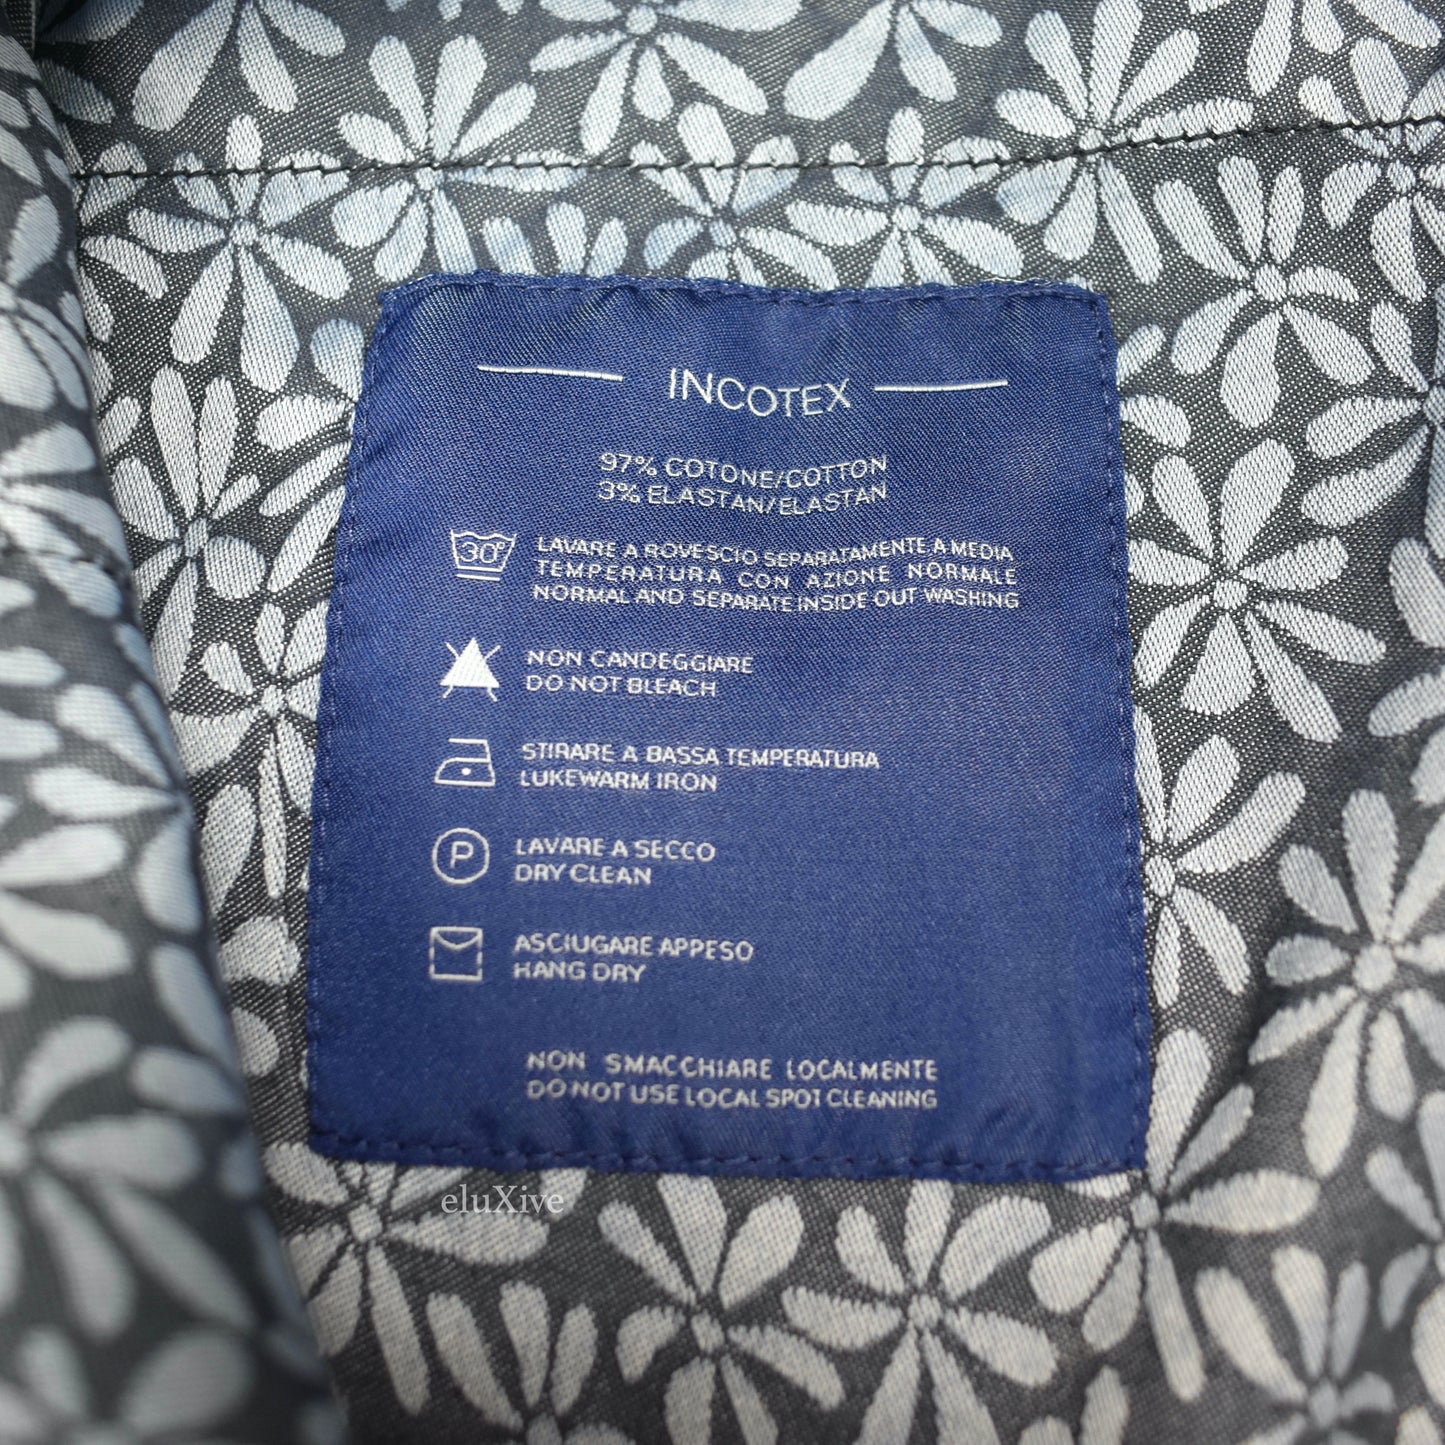 INCOTEX
97% COTONE/COTTON
3% ELASTAN/ELASTAN
30°
LAVARE A ROVESCIO SEPARATAMENTE A MEDIA
TEMPERATURA CON AZIONE NORMALE
NORMAL AND SEPARATE INSIDE OUT WASHING
NON CANDEGGIARE
DO NOT BLEACH
STIRARE A BASSA TEMPERATURA
LUKEWARM IRON
P
LAVARE A SECCO
DRY CLEAN
ASCIUGARE APPESO
HANG DRY
NON SMACCHIARE LOCALMENTE
DO NOT USE LOCAL SPOT CLEANING
eluXive